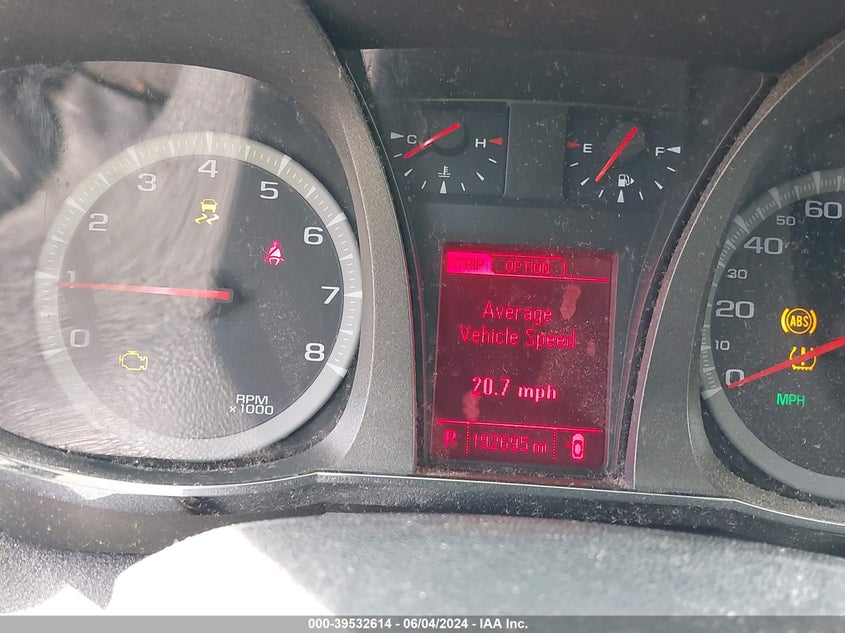 C H
E F
0 1 2 3 4 5 6 7 8
RPM
x1000
TRIP OPTION
Average
Vehicle Speed
20.7 mph
P 192695 mi
0 10 20 30 40 50 60
ABS
MPH
000-39532614 - 06/04/2024 - IAA Inc.